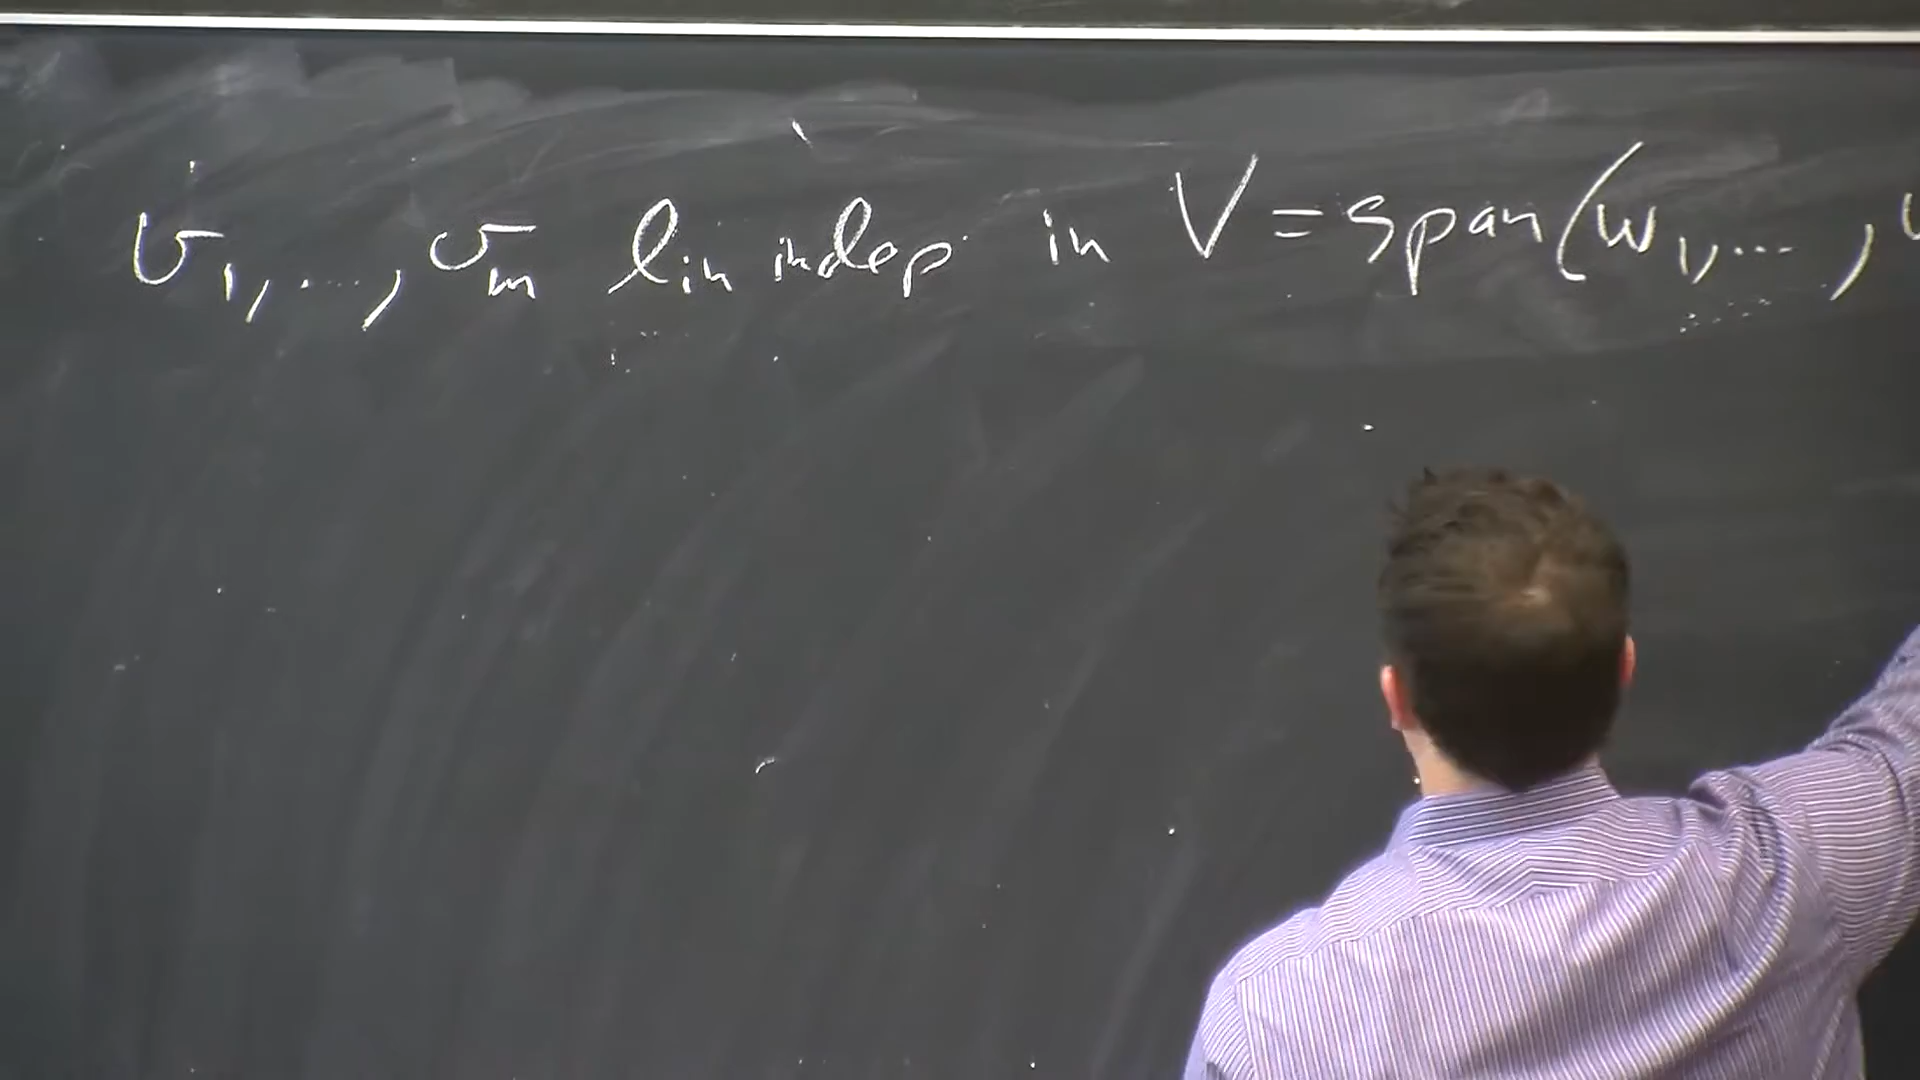 v₁, ..., vₘ lin indep. in V = span(w₁, ...,